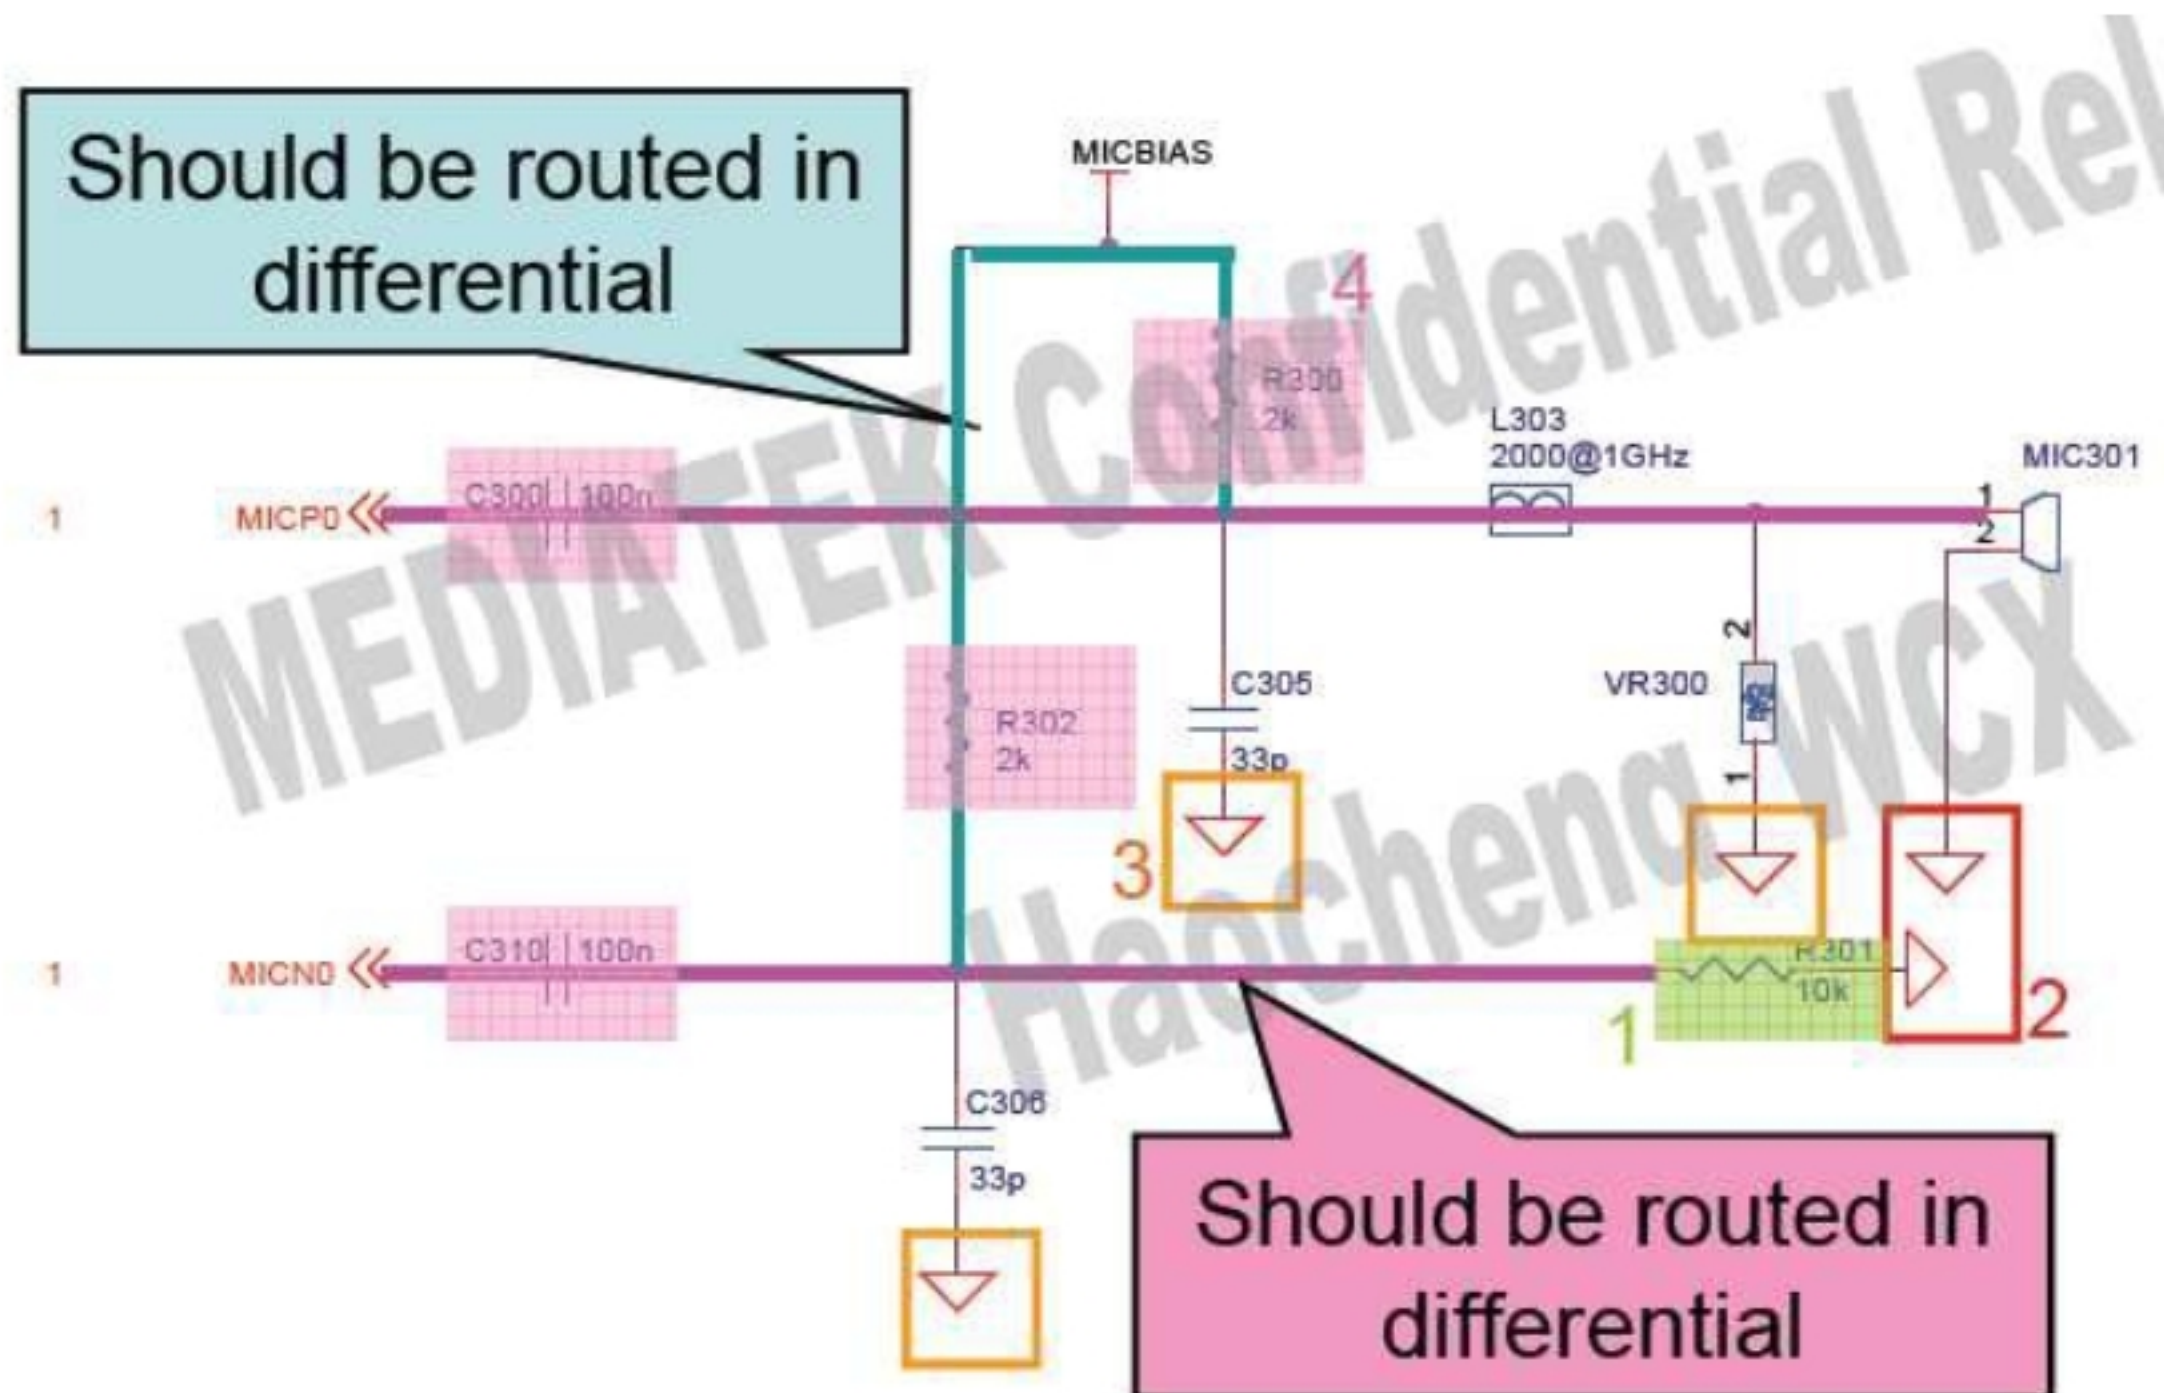 Should be routed in
differential
MICBIAS
4
R300
2k
L303
2000@1GHz
MIC301
1
MICP0
C300
100n
1
2
R302
2k
C305
33p
3
2
VR300
1
1
MICN0
C310
100n
R301
10k
1
2
C306
33p
Should be routed in
differential
MEDIATEK Confidential Rel
Haocheng WCX